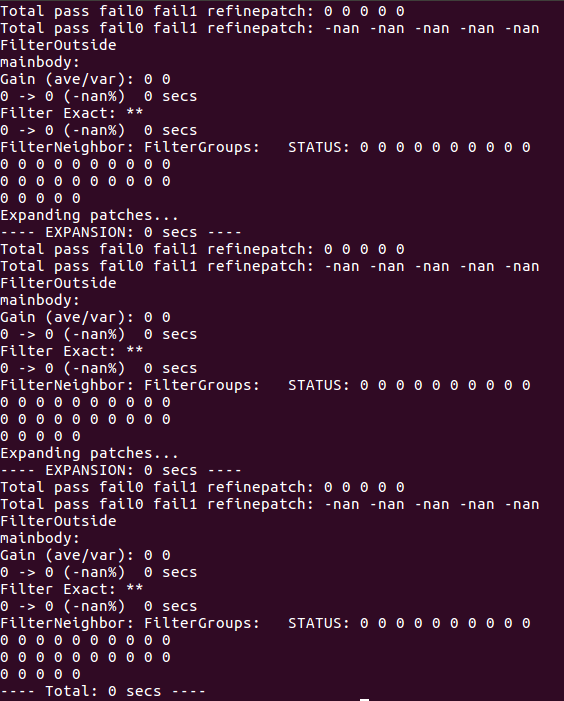 Total pass fail0 fail1 refinepatch: 0 0 0 0 0
Total pass fail0 fail1 refinepatch: -nan -nan -nan -nan -nan
FilterOutside
mainbody:
Gain (ave/var): 0 0
0 -> 0 (-nan%)  0 secs
Filter Exact: **
0 -> 0 (-nan%)  0 secs
FilterNeighbor: FilterGroups:   STATUS: 0 0 0 0 0 0 0 0 0 0
0 0 0 0 0 0 0 0 0 0
0 0 0 0 0 0 0 0 0 0
0 0 0 0 0
Expanding patches...
---- EXPANSION: 0 secs ----
Total pass fail0 fail1 refinepatch: 0 0 0 0 0
Total pass fail0 fail1 refinepatch: -nan -nan -nan -nan -nan
FilterOutside
mainbody:
Gain (ave/var): 0 0
0 -> 0 (-nan%)  0 secs
Filter Exact: **
0 -> 0 (-nan%)  0 secs
FilterNeighbor: FilterGroups:   STATUS: 0 0 0 0 0 0 0 0 0 0
0 0 0 0 0 0 0 0 0 0
0 0 0 0 0 0 0 0 0 0
0 0 0 0 0
Expanding patches...
---- EXPANSION: 0 secs ----
Total pass fail0 fail1 refinepatch: 0 0 0 0 0
Total pass fail0 fail1 refinepatch: -nan -nan -nan -nan -nan
FilterOutside
mainbody:
Gain (ave/var): 0 0
0 -> 0 (-nan%)  0 secs
Filter Exact: **
0 -> 0 (-nan%)  0 secs
FilterNeighbor: FilterGroups:   STATUS: 0 0 0 0 0 0 0 0 0 0
0 0 0 0 0 0 0 0 0 0
0 0 0 0 0 0 0 0 0 0
0 0 0 0 0
---- Total: 0 secs ----